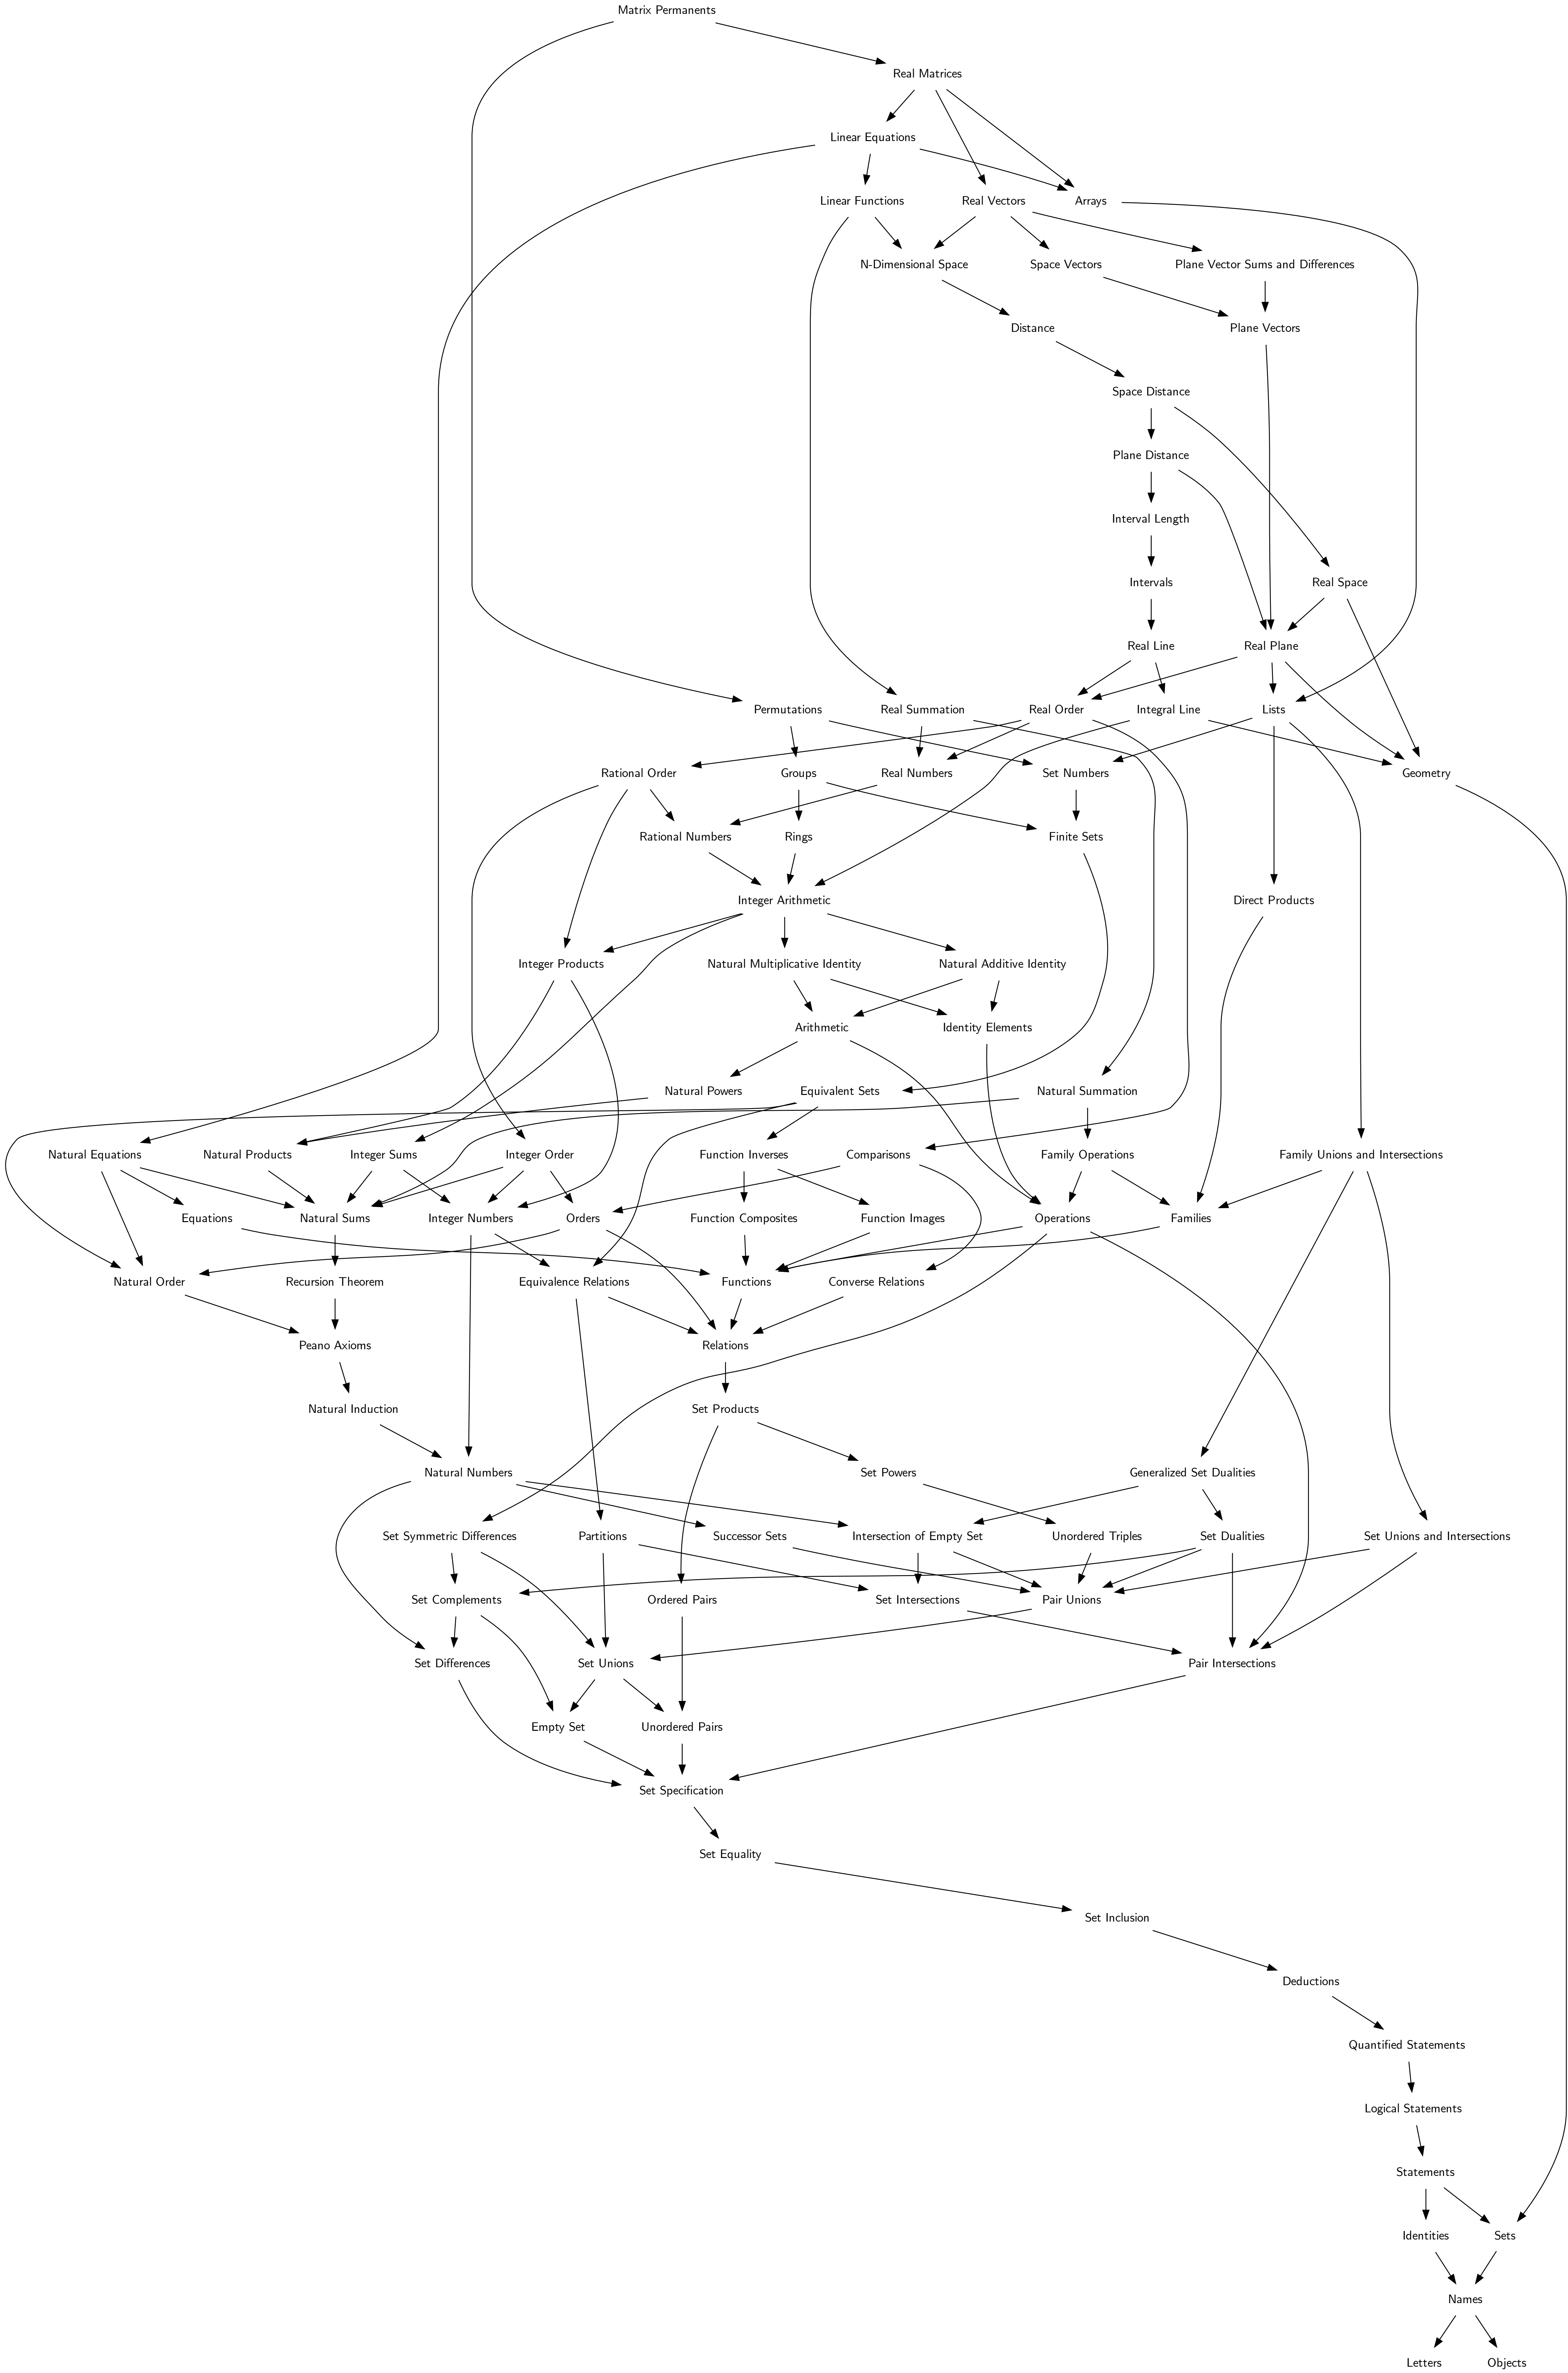 Matrix Permanents
Real Matrices
Linear Equations
Linear Functions
Real Vectors
Arrays
N-Dimensional Space
Space Vectors
Plane Vector Sums and Differences
Distance
Plane Vectors
Space Distance
Plane Distance
Interval Length
Intervals
Real Space
Real Line
Real Plane
Permutations
Real Summation
Real Order
Integral Line
Lists
Rational Order
Groups
Real Numbers
Set Numbers
Geometry
Rational Numbers
Rings
Finite Sets
Integer Arithmetic
Direct Products
Integer Products
Natural Multiplicative Identity
Natural Additive Identity
Arithmetic
Identity Elements
Natural Powers
Equivalent Sets
Natural Summation
Natural Equations
Natural Products
Integer Sums
Integer Order
Function Inverses
Comparisons
Family Operations
Family Unions and Intersections
Equations
Natural Sums
Integer Numbers
Orders
Function Composites
Function Images
Operations
Families
Natural Order
Recursion Theorem
Equivalence Relations
Functions
Converse Relations
Peano Axioms
Relations
Natural Induction
Set Products
Natural Numbers
Set Powers
Generalized Set Dualities
Set Symmetric Differences
Partitions
Successor Sets
Intersection of Empty Set
Unordered Triples
Set Dualities
Set Unions and Intersections
Set Complements
Ordered Pairs
Set Intersections
Pair Unions
Set Differences
Set Unions
Pair Intersections
Empty Set
Unordered Pairs
Set Specification
Set Equality
Set Inclusion
Deductions
Quantified Statements
Logical Statements
Statements
Identities
Sets
Names
Letters
Objects